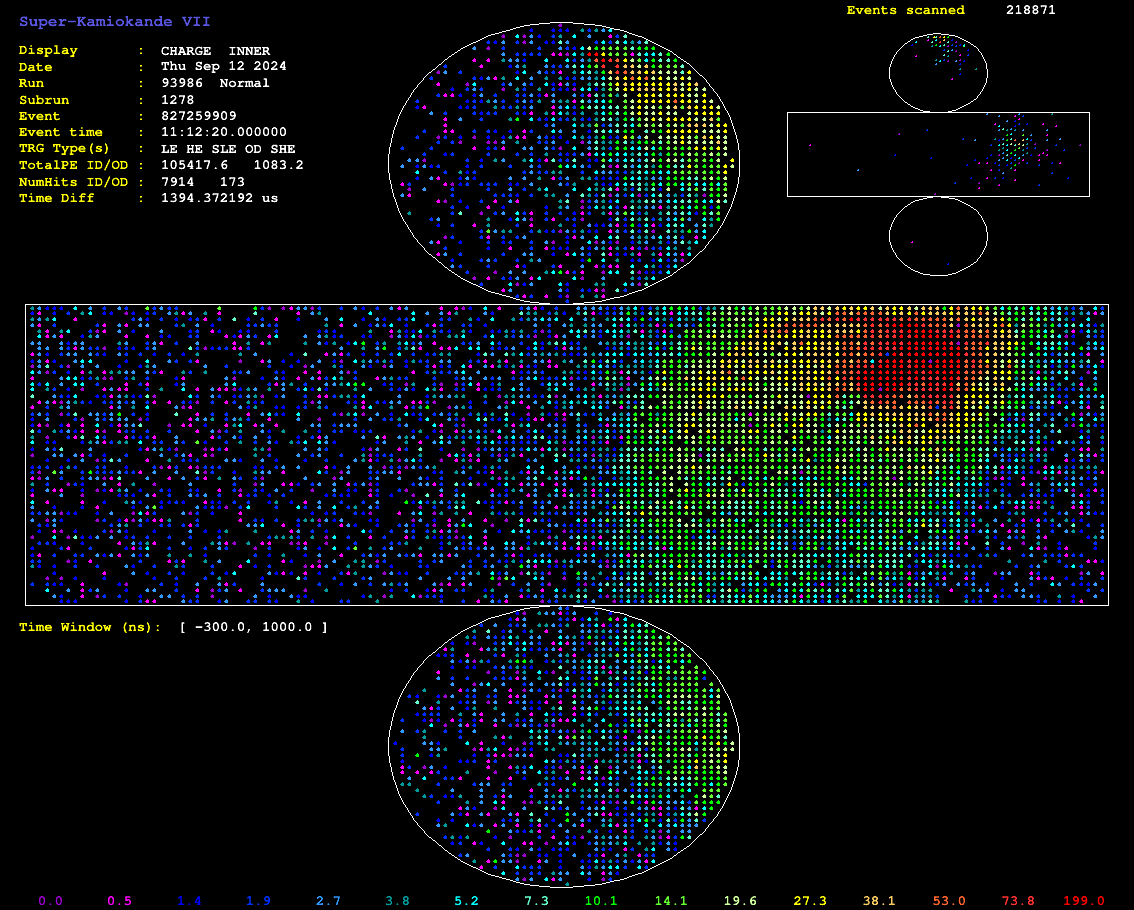 Super-Kamiokande VII
Events scanned 218871
Display : CHARGE INNER
Date : Thu Sep 12 2024
Run : 93986 Normal
Subrun : 1278
Event : 827259909
Event time : 11:12:20.000000
TRG Type(s) : LE HE SLE OD SHE
TotalPE ID/OD : 105417.6 1083.2
NumHits ID/OD : 7914 173
Time Diff : 1394.372192 us
Time Window (ns): [ -300.0, 1000.0 ]
0.0 0.5 1.4 1.9 2.7 3.8 5.2 7.3 10.1 14.1 19.6 27.3 38.1 53.0 73.8 199.0